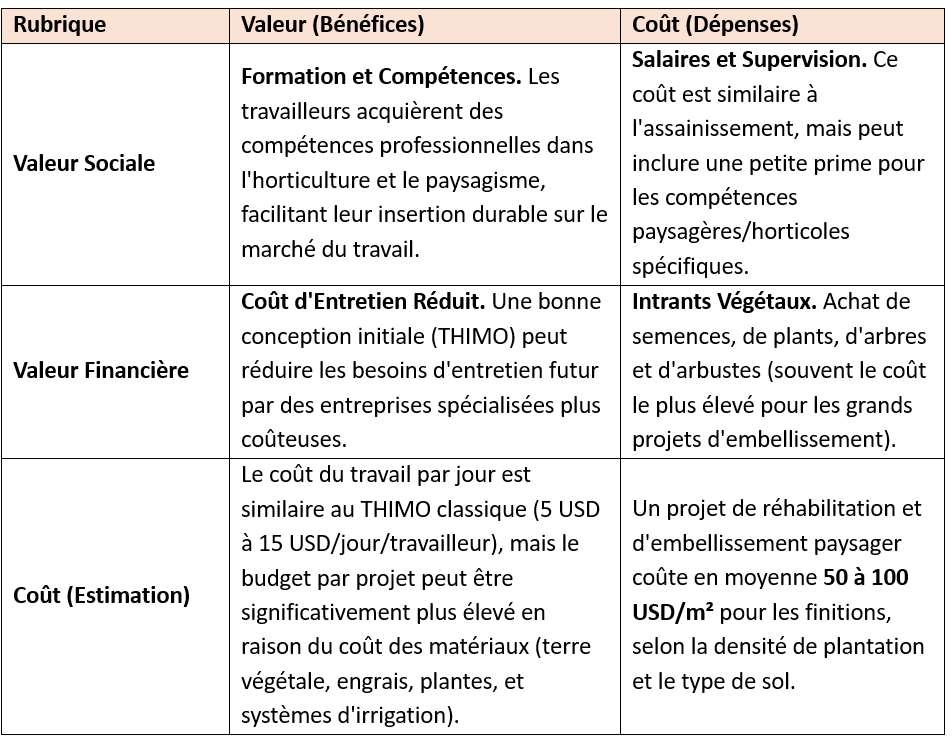 Rubrique
Valeur (Bénéfices)
Coût (Dépenses)
Valeur Sociale
Formation et Compétences. Les
travailleurs acquièrent des
compétences professionnelles dans
l'horticulture et le paysagisme,
facilitant leur insertion durable sur le
marché du travail.
Salaires et Supervision. Ce
coût est similaire à
l'assainissement, mais peut
inclure une petite prime pour
les compétences
paysagères/horticoles
spécifiques.
Valeur Financière
Coût d'Entretien Réduit. Une bonne
conception initiale (THIMO) peut
réduire les besoins d'entretien futur
par des entreprises spécialisées plus
coûteuses.
Intrants Végétaux. Achat de
semences, de plants, d'arbres
et d'arbustes (souvent le coût
le plus élevé pour les grands
projets d'embellissement).
Coût (Estimation)
Le coût du travail par jour est
similaire au THIMO classique (5 USD
à 15 USD/jour/travailleur), mais le
budget par projet peut être
significativement plus élevé en
raison du coût des matériaux (terre
végétale, engrais, plantes, et
systèmes d'irrigation).
Un projet de réhabilitation et
d'embellissement paysager
coûte en moyenne 50 à 100
USD/m² pour les finitions,
selon la densité de plantation
et le type de sol.